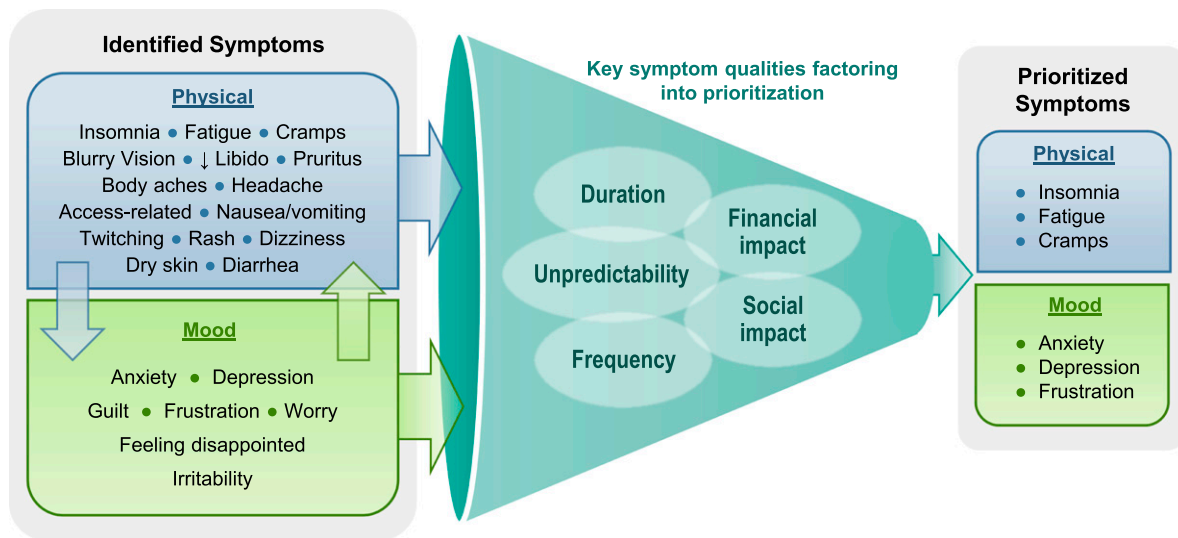 Identified Symptoms
Physical
Insomnia ● Fatigue ● Cramps
Blurry Vision ● ↓ Libido ● Pruritus
Body aches ● Headache
Access-related ● Nausea/vomiting
Twitching ● Rash ● Dizziness
Dry skin ● Diarrhea
Mood
Anxiety ● Depression
Guilt ● Frustration ● Worry
Feeling disappointed
Irritability
Key symptom qualities factoring
into prioritization
Duration
Financial
impact
Unpredictability
Social
impact
Frequency
Prioritized
Symptoms
Physical
● Insomnia
● Fatigue
● Cramps
Mood
● Anxiety
● Depression
● Frustration